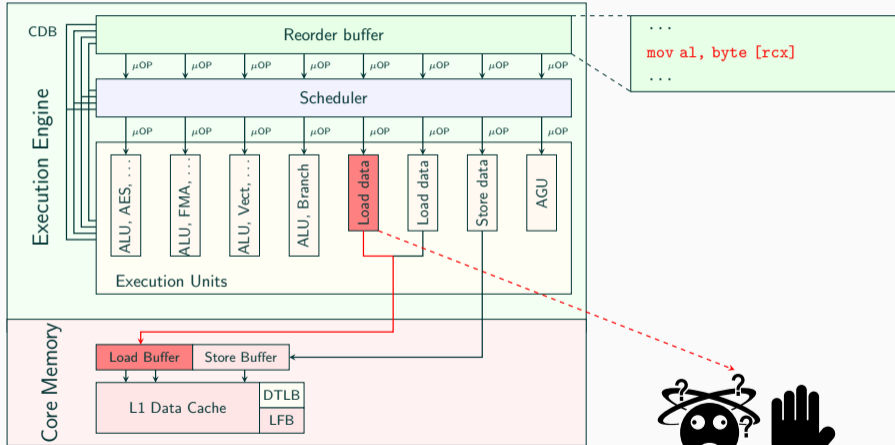 CDB
Reorder buffer
...
mov al, byte [rcx]
...
μOP μOP μOP μOP μOP μOP μOP μOP
Scheduler
μOP μOP μOP μOP μOP μOP μOP μOP
Execution Engine
ALU, AES, ...
ALU, FMA, ...
ALU, Vect, ...
ALU, Branch
Load data
Load data
Store data
AGU
Execution Units
Core Memory
Load Buffer
Store Buffer
L1 Data Cache
DTLB
LFB
?
?
?